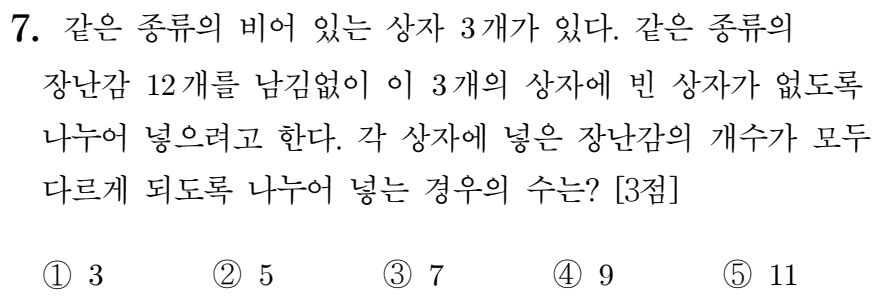 7. 같은 종류의 비어 있는 상자 3개가 있다. 같은 종류의
장난감 12개를 남김없이 이 3개의 상자에 빈 상자가 없도록
나누어 넣으려고 한다. 각 상자에 넣은 장난감의 개수가 모두
다르게 되도록 나누어 넣는 경우의 수는? [3점]
① 3 ② 5 ③ 7 ④ 9 ⑤ 11